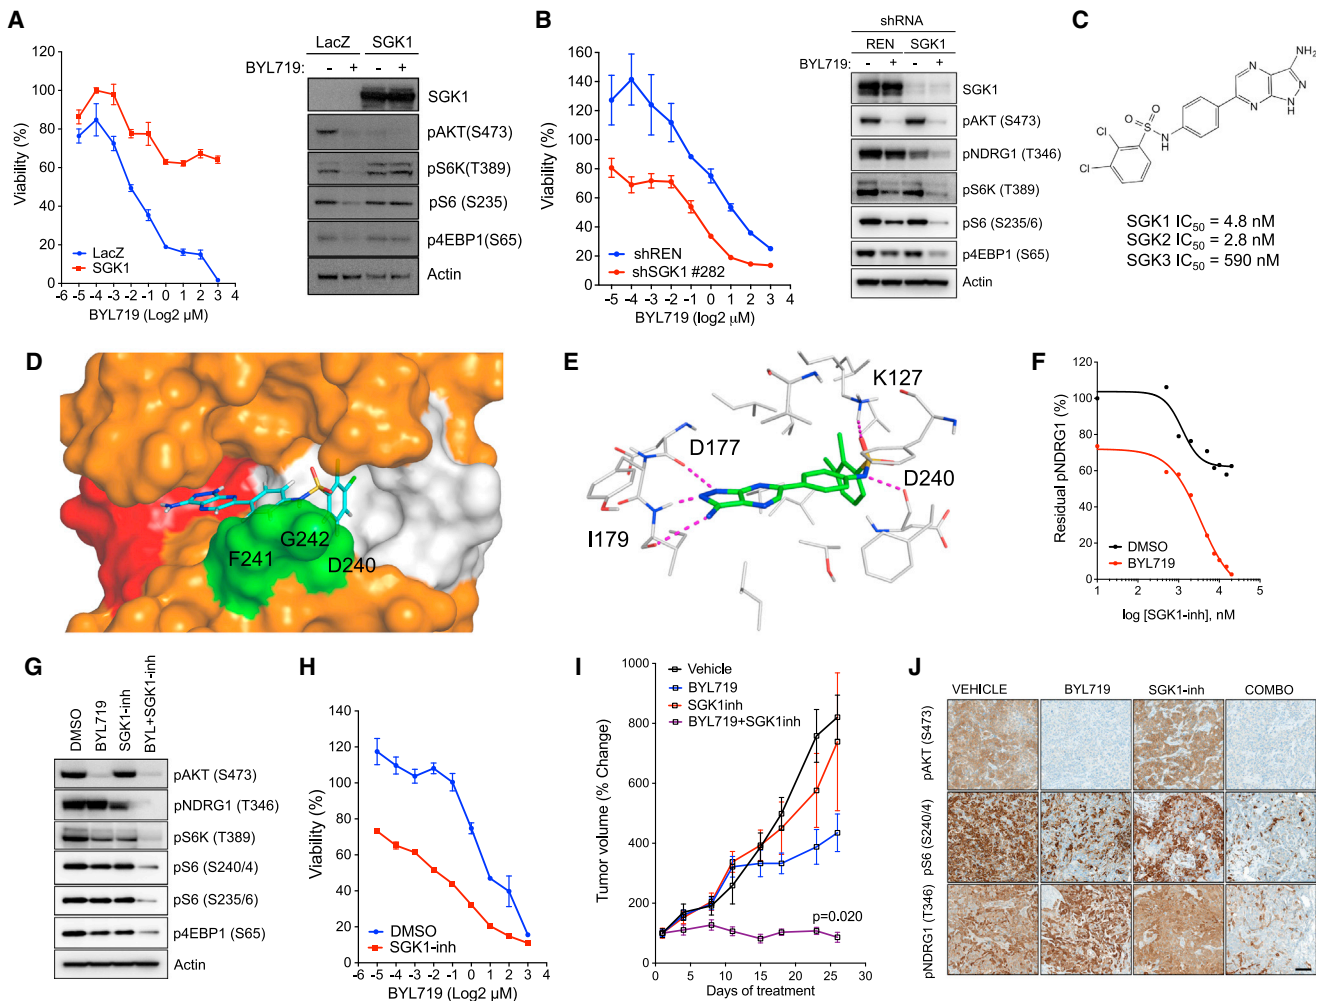 A
LacZ SGK1
BYL719: - + - +
SGK1
pAKT(S473)
pS6K(T389)
pS6 (S235)
p4EBP1(S65)
Actin
120
100
80
60
40
20
0
Viability (%)
LacZ
SGK1
-6 -5 -4 -3 -2 -1 0 1 2 3 4
BYL719 (Log2 µM)
B
160
140
120
100
80
60
40
20
0
Viability (%)
shREN
shSGK1 #282
-5 -4 -3 -2 -1 0 1 2 3 4
BYL719 (log2 µM)
shRNA
REN SGK1
BYL719: - + - +
SGK1
pAKT (S473)
pNDRG1 (T346)
pS6K (T389)
pS6 (S235/6)
p4EBP1 (S65)
Actin
C
NH2
N
N
N
N
H
O
O
S
N
H
Cl
Cl
SGK1 IC50 = 4.8 nM
SGK2 IC50 = 2.8 nM
SGK3 IC50 = 590 nM
D
F241
G242
D240
E
K127
D177
D240
I179
F
120
100
80
60
40
20
0
Residual pNDRG1 (%)
DMSO
BYL719
1 2 3 4 5
log [SGK1-inh], nM
G
DMSO
BYL719
SGK1-inh
BYL+SGK1-inh
pAKT (S473)
pNDRG1 (T346)
pS6K (T389)
pS6 (S240/4)
pS6 (S235/6)
p4EBP1 (S65)
Actin
H
140
120
100
80
60
40
20
0
Viability (%)
DMSO
SGK1-inh
-6 -5 -4 -3 -2 -1 0 1 2 3 4
BYL719 (Log2 µM)
I
1000
800
600
400
200
0
Tumor volume (% Change)
Vehicle
BYL719
SGK1inh
BYL719+SGK1inh
p=0.020
0 5 10 15 20 25 30
Days of treatment
J
VEHICLE BYL719 SGK1-inh COMBO
pAKT (S473)
pS6 (S240/4)
pNDRG1 (T346)